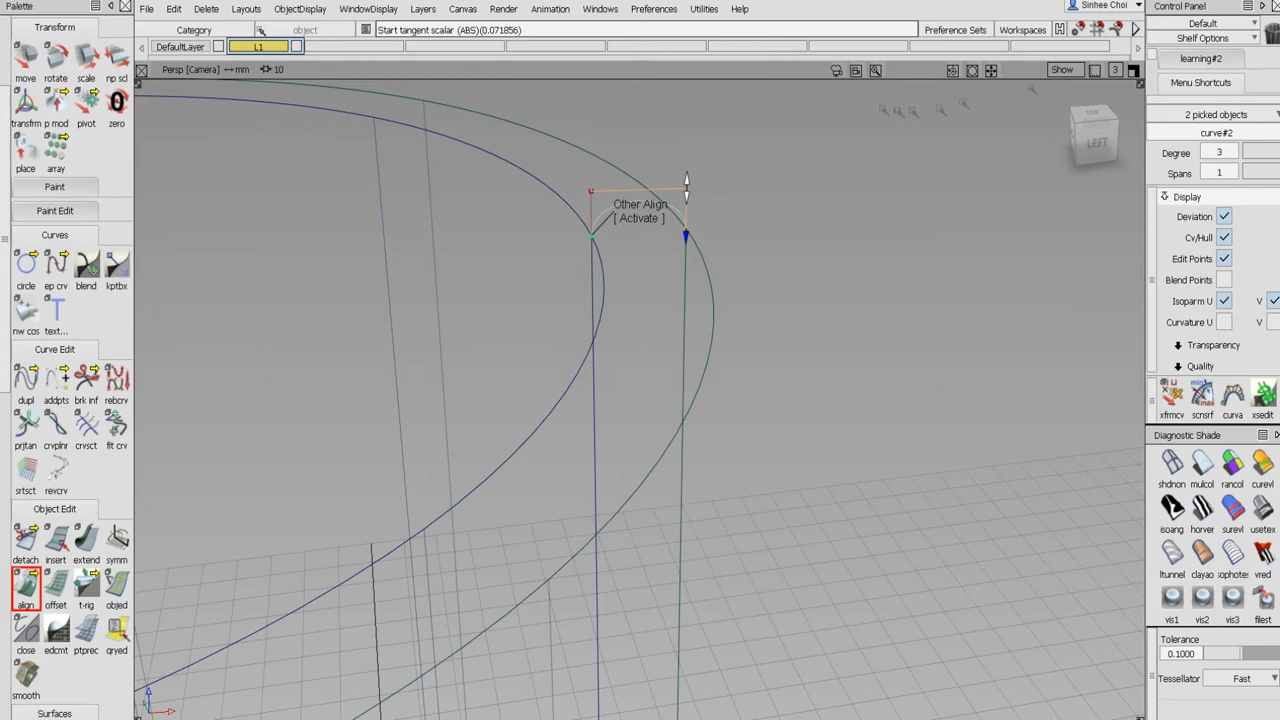 Palette
File Edit Delete Layouts ObjectDisplay WindowDisplay Layers Canvas Render Animation Windows Preferences Utilities Help
Sinhee Choi
Control Panel
Category object
Start tangent scalar (ABS)(0.071856)
Preference Sets Workspaces
Default
Shelf Options
DefaultLayer L1
learning#2
Persp [Camera] mm 10
Show 3
Menu Shortcuts
Transform
move rotate scale np scl
transfrm p mod pivot zero
place array
Paint
Paint Edit
Curves
circle ep crv blend kptbx
nw cos text...
Curve Edit
dupl addpts brk inf rebcrv
prjtan crvplnr crvsct fit crv
srtsct revcrv
Object Edit
detach insert extend symm
align offset t-rig objed
close edcmt ptprec qryed
smooth
Surfaces
TOP
LEFT
Other Align
[ Activate ]
2 picked objects
curve#2
Degree 3
Spans 1
Display
Deviation
Cv/Hull
Edit Points
Blend Points
Isoparm U V
Curvature U V
Transparency
Quality
xfrmcv scnsrf curva xsedit
Diagnostic Shade
shdnon mulcol rancol curevl
isoang horver surevl usetex
ltunnel clayao sophotes vred
vis1 vis2 vis3 filest
Tolerance
0.1000
Tessellator Fast